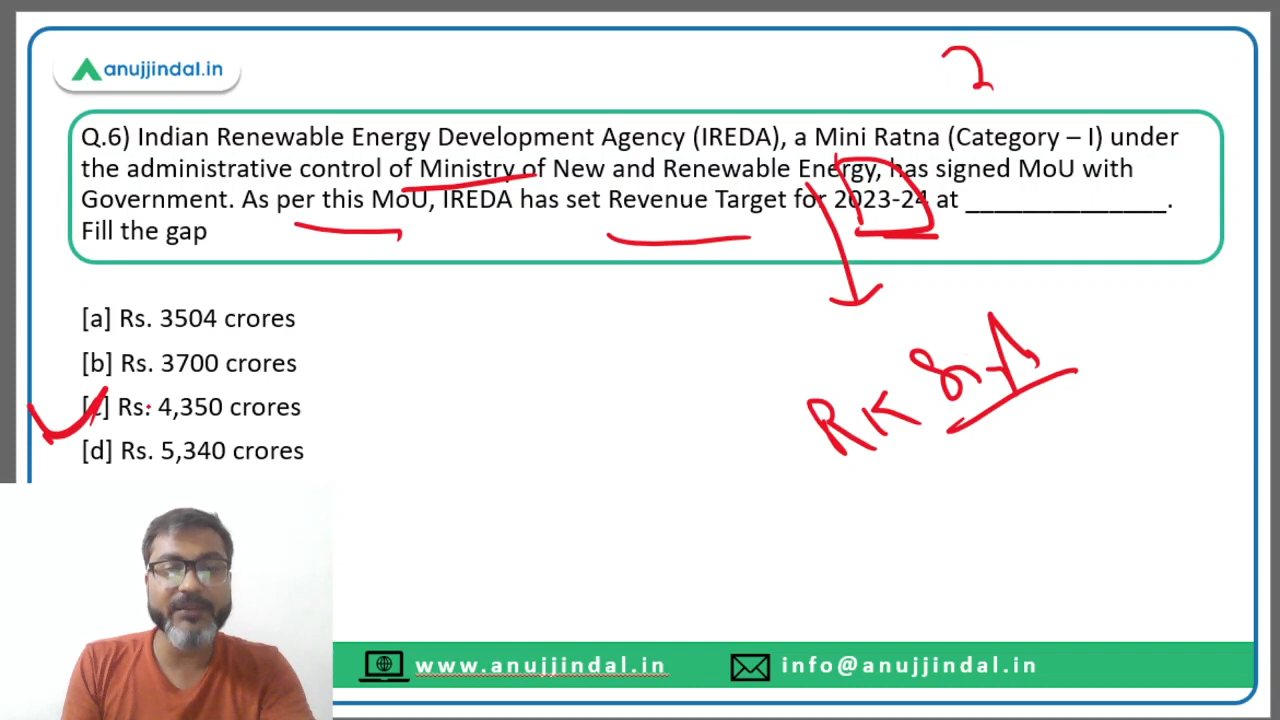 anujjindal.in
2
Q.6) Indian Renewable Energy Development Agency (IREDA), a Mini Ratna (Category – I) under
the administrative control of Ministry of New and Renewable Energy, has signed MoU with
Government. As per this MoU, IREDA has set Revenue Target for 2023-24 at _______________.
Fill the gap
[a] Rs. 3504 crores
[b] Rs. 3700 crores
[c] Rs. 4,350 crores
[d] Rs. 5,340 crores
RK
www.anujjindal.in
info@anujjindal.in